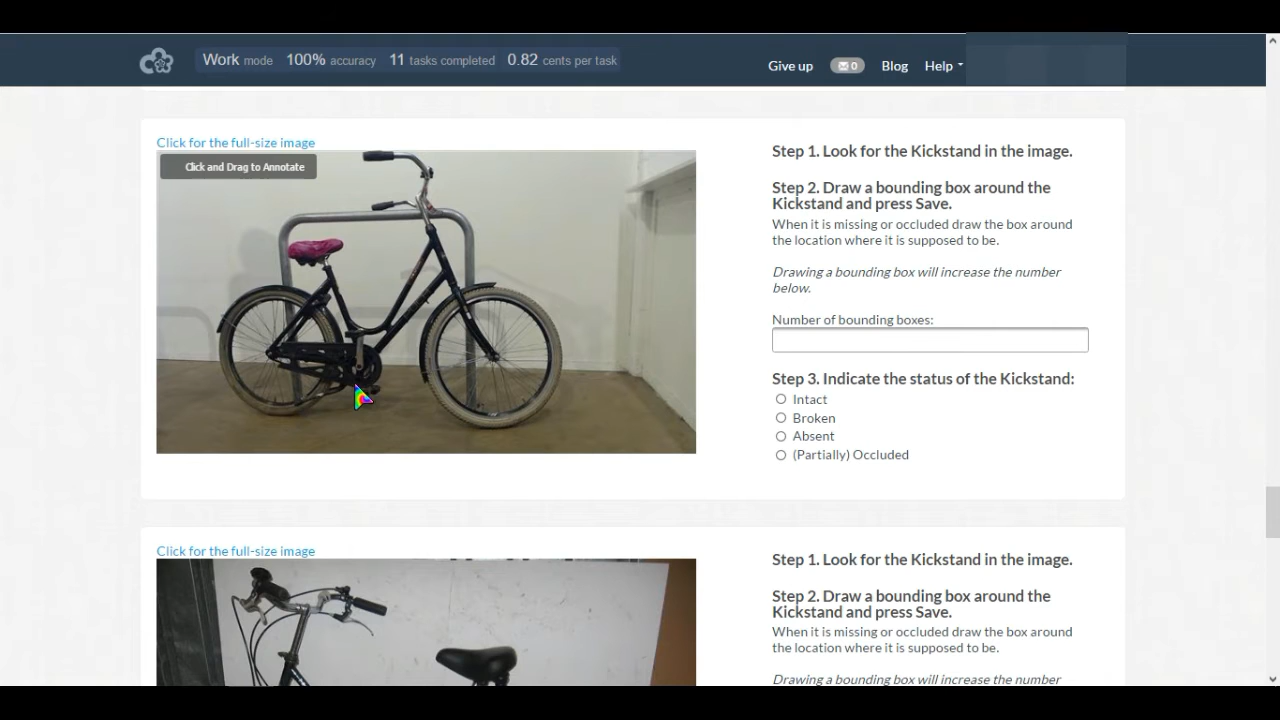 Work mode 100% accuracy 11 tasks completed 0.82 cents per task
Give up 0 Blog Help
Click for the full-size image
Click and Drag to Annotate
Step 1. Look for the Kickstand in the image.
Step 2. Draw a bounding box around the
Kickstand and press Save.
When it is missing or occluded draw the box around
the location where it is supposed to be.
Drawing a bounding box will increase the number
below.
Number of bounding boxes:
Step 3. Indicate the status of the Kickstand:
Intact
Broken
Absent
(Partially) Occluded
Click for the full-size image
Step 1. Look for the Kickstand in the image.
Step 2. Draw a bounding box around the
Kickstand and press Save.
When it is missing or occluded draw the box around
the location where it is supposed to be.
Drawing a bounding box will increase the number